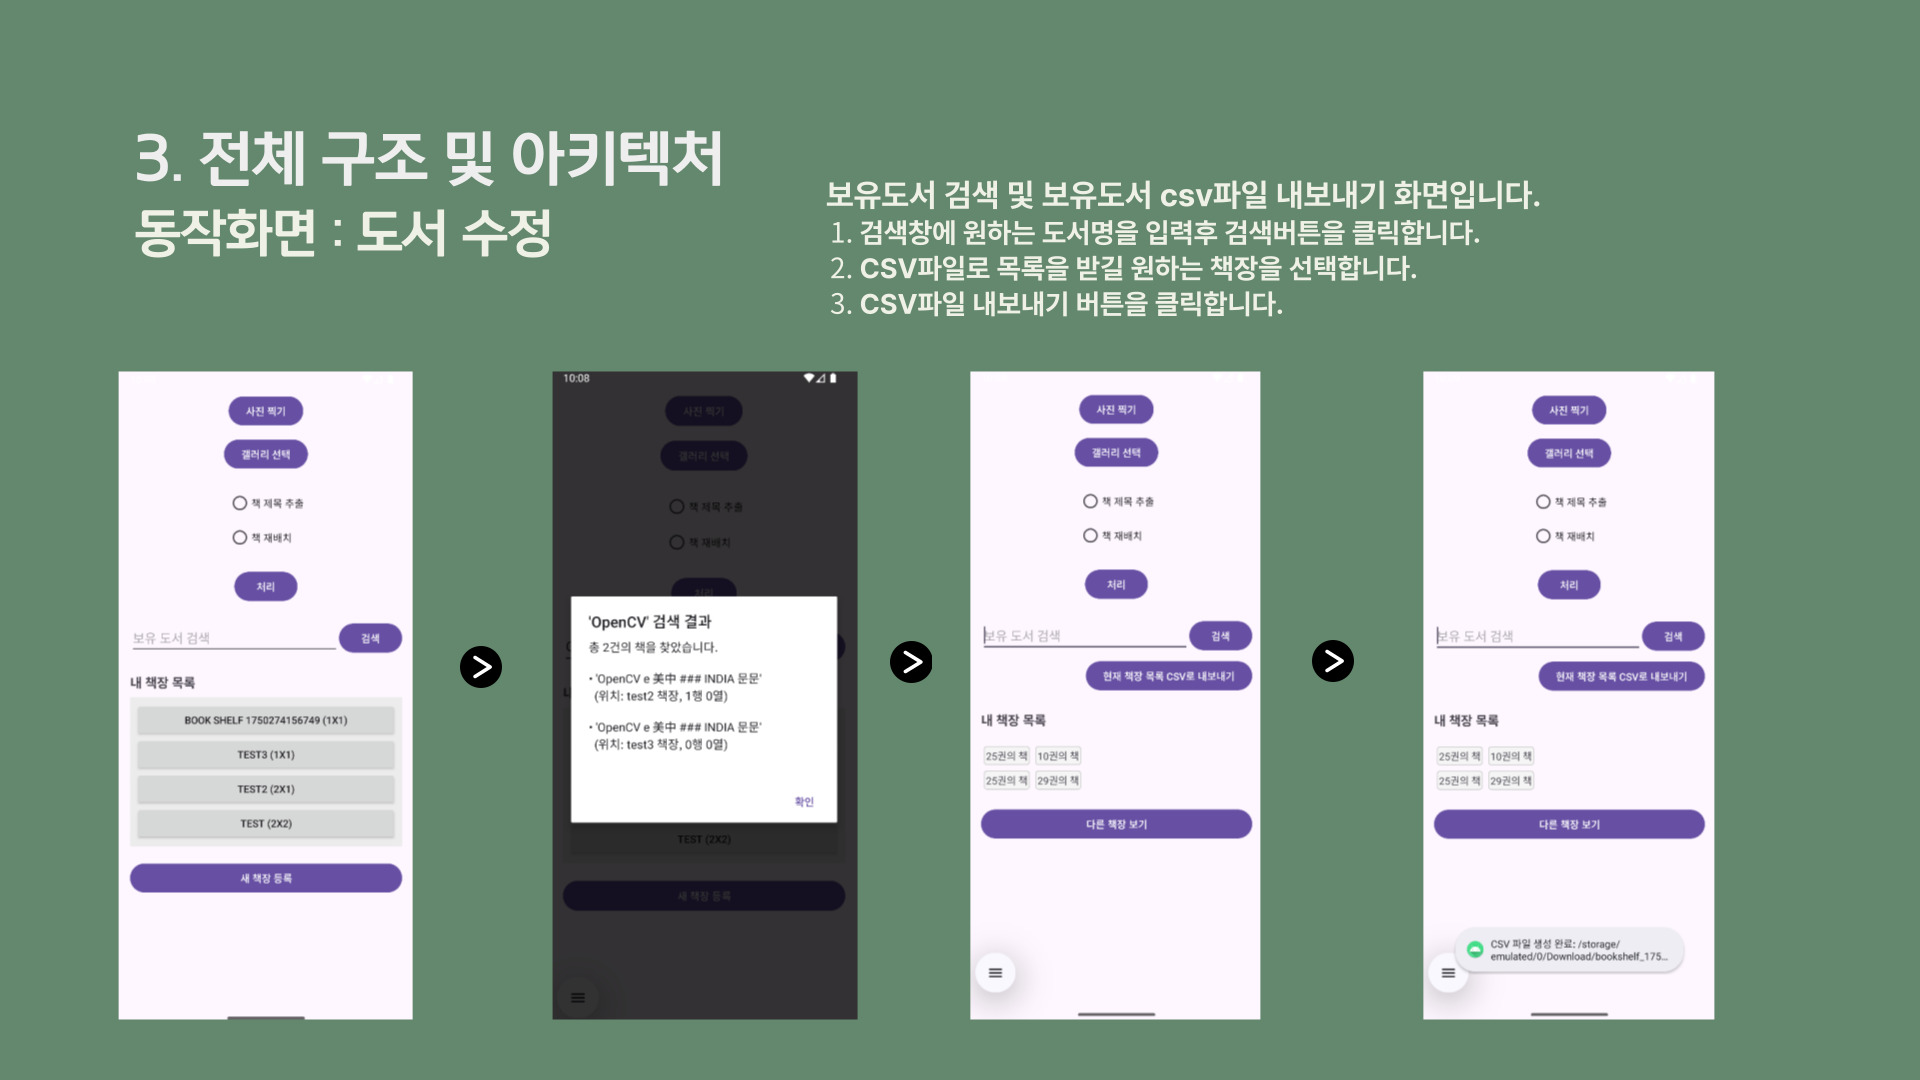 3. 전체 구조 및 아키텍처
동작화면 : 도서 수정
보유도서 검색 및 보유도서 csv파일 내보내기 화면입니다.
1. 검색창에 원하는 도서명을 입력후 검색버튼을 클릭합니다.
2. CSV파일로 목록을 받길 원하는 책장을 선택합니다.
3. CSV파일 내보내기 버튼을 클릭합니다.
사진 찍기
갤러리 선택
책 제목 추출
책 재배치
처리
보유 도서 검색
검색
내 책장 목록
BOOK SHELF 1750274156749 (1X1)
TEST3 (1X1)
TEST2 (2X1)
TEST (2X2)
새 책장 등록
10:08
사진 찍기
갤러리 선택
책 제목 추출
책 재배치
처리
'OpenCV' 검색 결과
총 2건의 책을 찾았습니다.
• 'OpenCV e 美中 ### INDIA 문문'
(위치: test2 책장, 1행 0열)
• 'OpenCV e 美中 ### INDIA 문문'
(위치: test3 책장, 0행 0열)
확인
TEST (2X2)
새 책장 등록
사진 찍기
갤러리 선택
책 제목 추출
책 재배치
처리
보유 도서 검색
검색
현재 책장 목록 CSV로 내보내기
내 책장 목록
25권의 책 10권의 책
25권의 책 29권의 책
다른 책장 보기
사진 찍기
갤러리 선택
책 제목 추출
책 재배치
처리
보유 도서 검색
검색
현재 책장 목록 CSV로 내보내기
내 책장 목록
25권의 책 10권의 책
25권의 책 29권의 책
다른 책장 보기
CSV 파일 생성 완료: /storage/
emulated/0/Download/bookshelf_175...